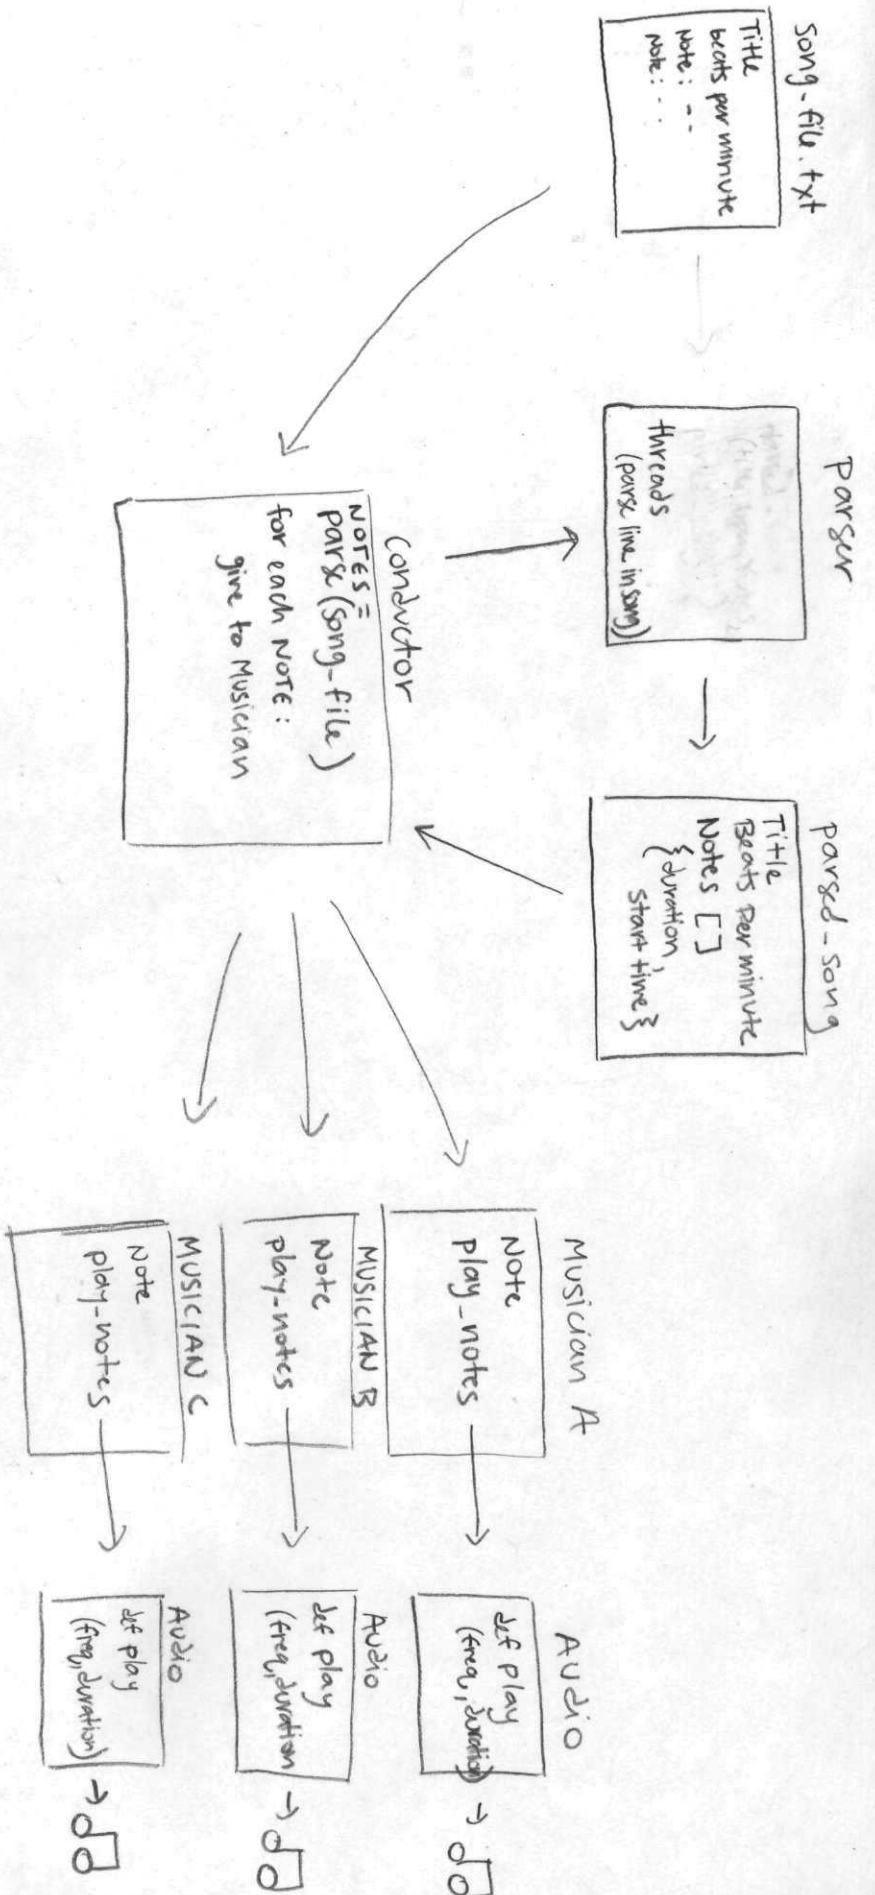 song-file.txt
Title
beats per minute
Note: - -
Note: - -
parser
threads
(parse line in song)
parsed-song
Title
Beats Per minute
Notes []
{duration,
start time}
conductor
NOTES =
parse(song-file)
for each NOTE:
give to Musician
Musician A
Note
play_notes
MUSICIAN B
Note
play-notes
MUSICIAN C
Note
play-notes
Audio
def play
(freq, duration)
Audio
def play
(freq, duration
Audio
def play
(freq, duration)